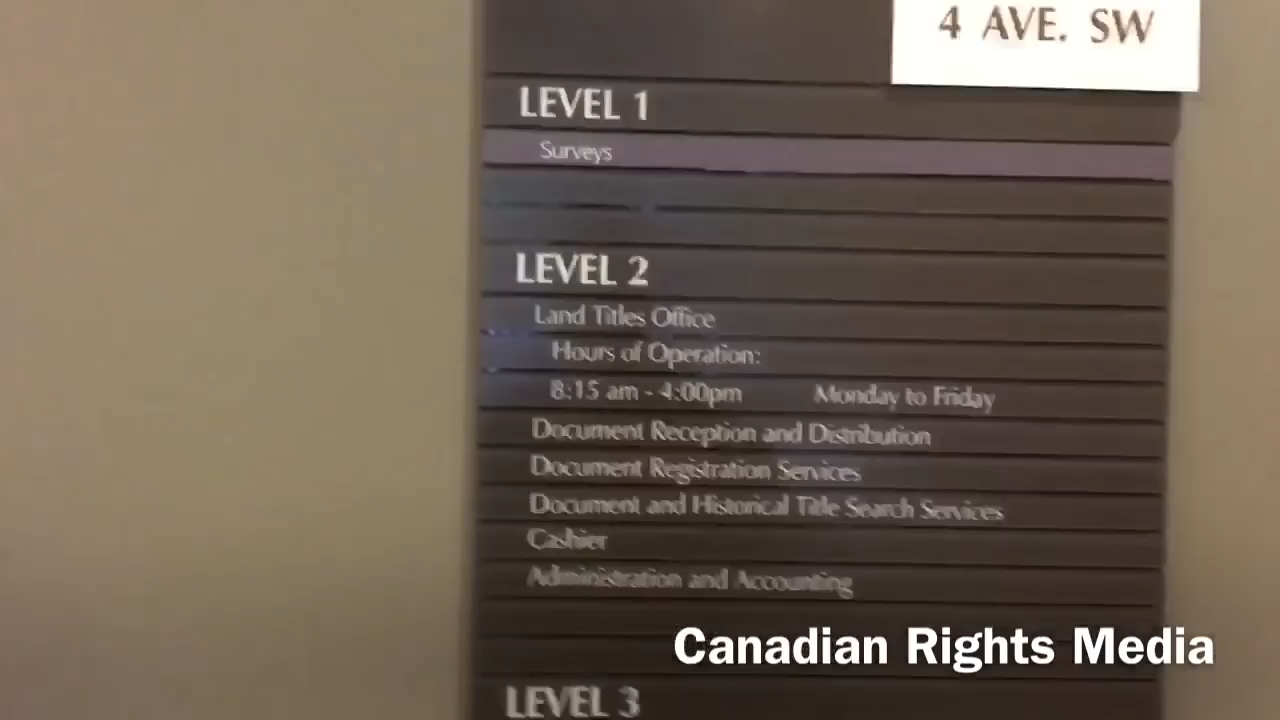 4 AVE. SW
LEVEL 1
Surveys
LEVEL 2
Land Titles Office
Hours of Operation:
8:15 am - 4:00pm Monday to Friday
Document Reception and Distribution
Document Registration Services
Document and Historical Title Search Services
Cashier
Administration and Accounting
Canadian Rights Media
LEVEL 3